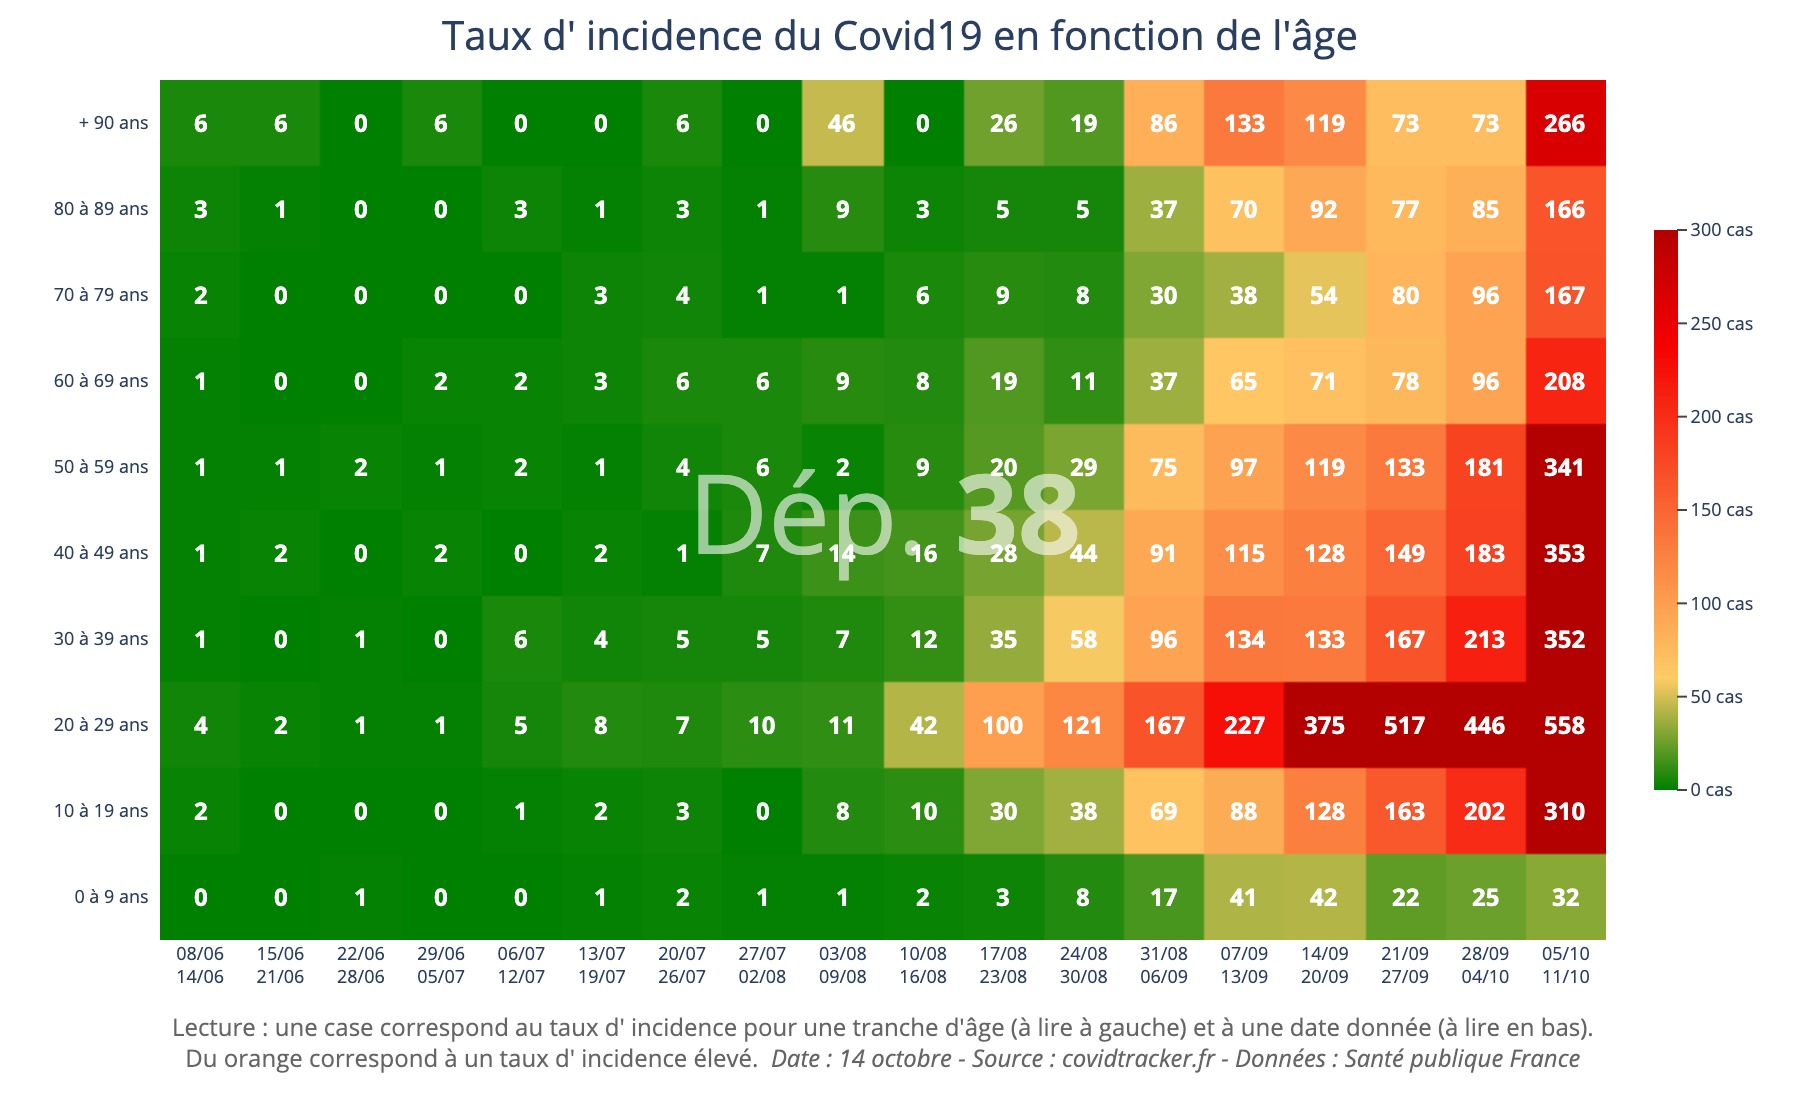 Taux d' incidence du Covid19 en fonction de l'âge
+ 90 ans 6 6 0 6 0 0 6 0 46 0 26 19 86 133 119 73 73 266
80 à 89 ans 3 1 0 0 3 1 3 1 9 3 5 5 37 70 92 77 85 166
70 à 79 ans 2 0 0 0 0 3 4 1 1 6 9 8 30 38 54 80 96 167
60 à 69 ans 1 0 0 2 2 3 6 6 9 8 19 11 37 65 71 78 96 208
50 à 59 ans 1 1 2 1 2 1 4 6 2 9 20 29 75 97 119 133 181 341
Dép. 38
40 à 49 ans 1 2 0 2 0 2 1 7 14 16 28 44 91 115 128 149 183 353
30 à 39 ans 1 0 1 0 6 4 5 5 7 12 35 58 96 134 133 167 213 352
20 à 29 ans 4 2 1 1 5 8 7 10 11 42 100 121 167 227 375 517 446 558
10 à 19 ans 2 0 0 0 1 2 3 0 8 10 30 38 69 88 128 163 202 310
0 à 9 ans 0 0 1 0 0 1 2 1 1 2 3 8 17 41 42 22 25 32
08/06 15/06 22/06 29/06 06/07 13/07 20/07 27/07 03/08 10/08 17/08 24/08 31/08 07/09 14/09 21/09 28/09 05/10
14/06 21/06 28/06 05/07 12/07 19/07 26/07 02/08 09/08 16/08 23/08 30/08 06/09 13/09 20/09 27/09 04/10 11/10
300 cas
250 cas
200 cas
150 cas
100 cas
50 cas
0 cas
Lecture : une case correspond au taux d' incidence pour une tranche d'âge (à lire à gauche) et à une date donnée (à lire en bas).
Du orange correspond à un taux d' incidence élevé. Date : 14 octobre - Source : covidtracker.fr - Données : Santé publique France